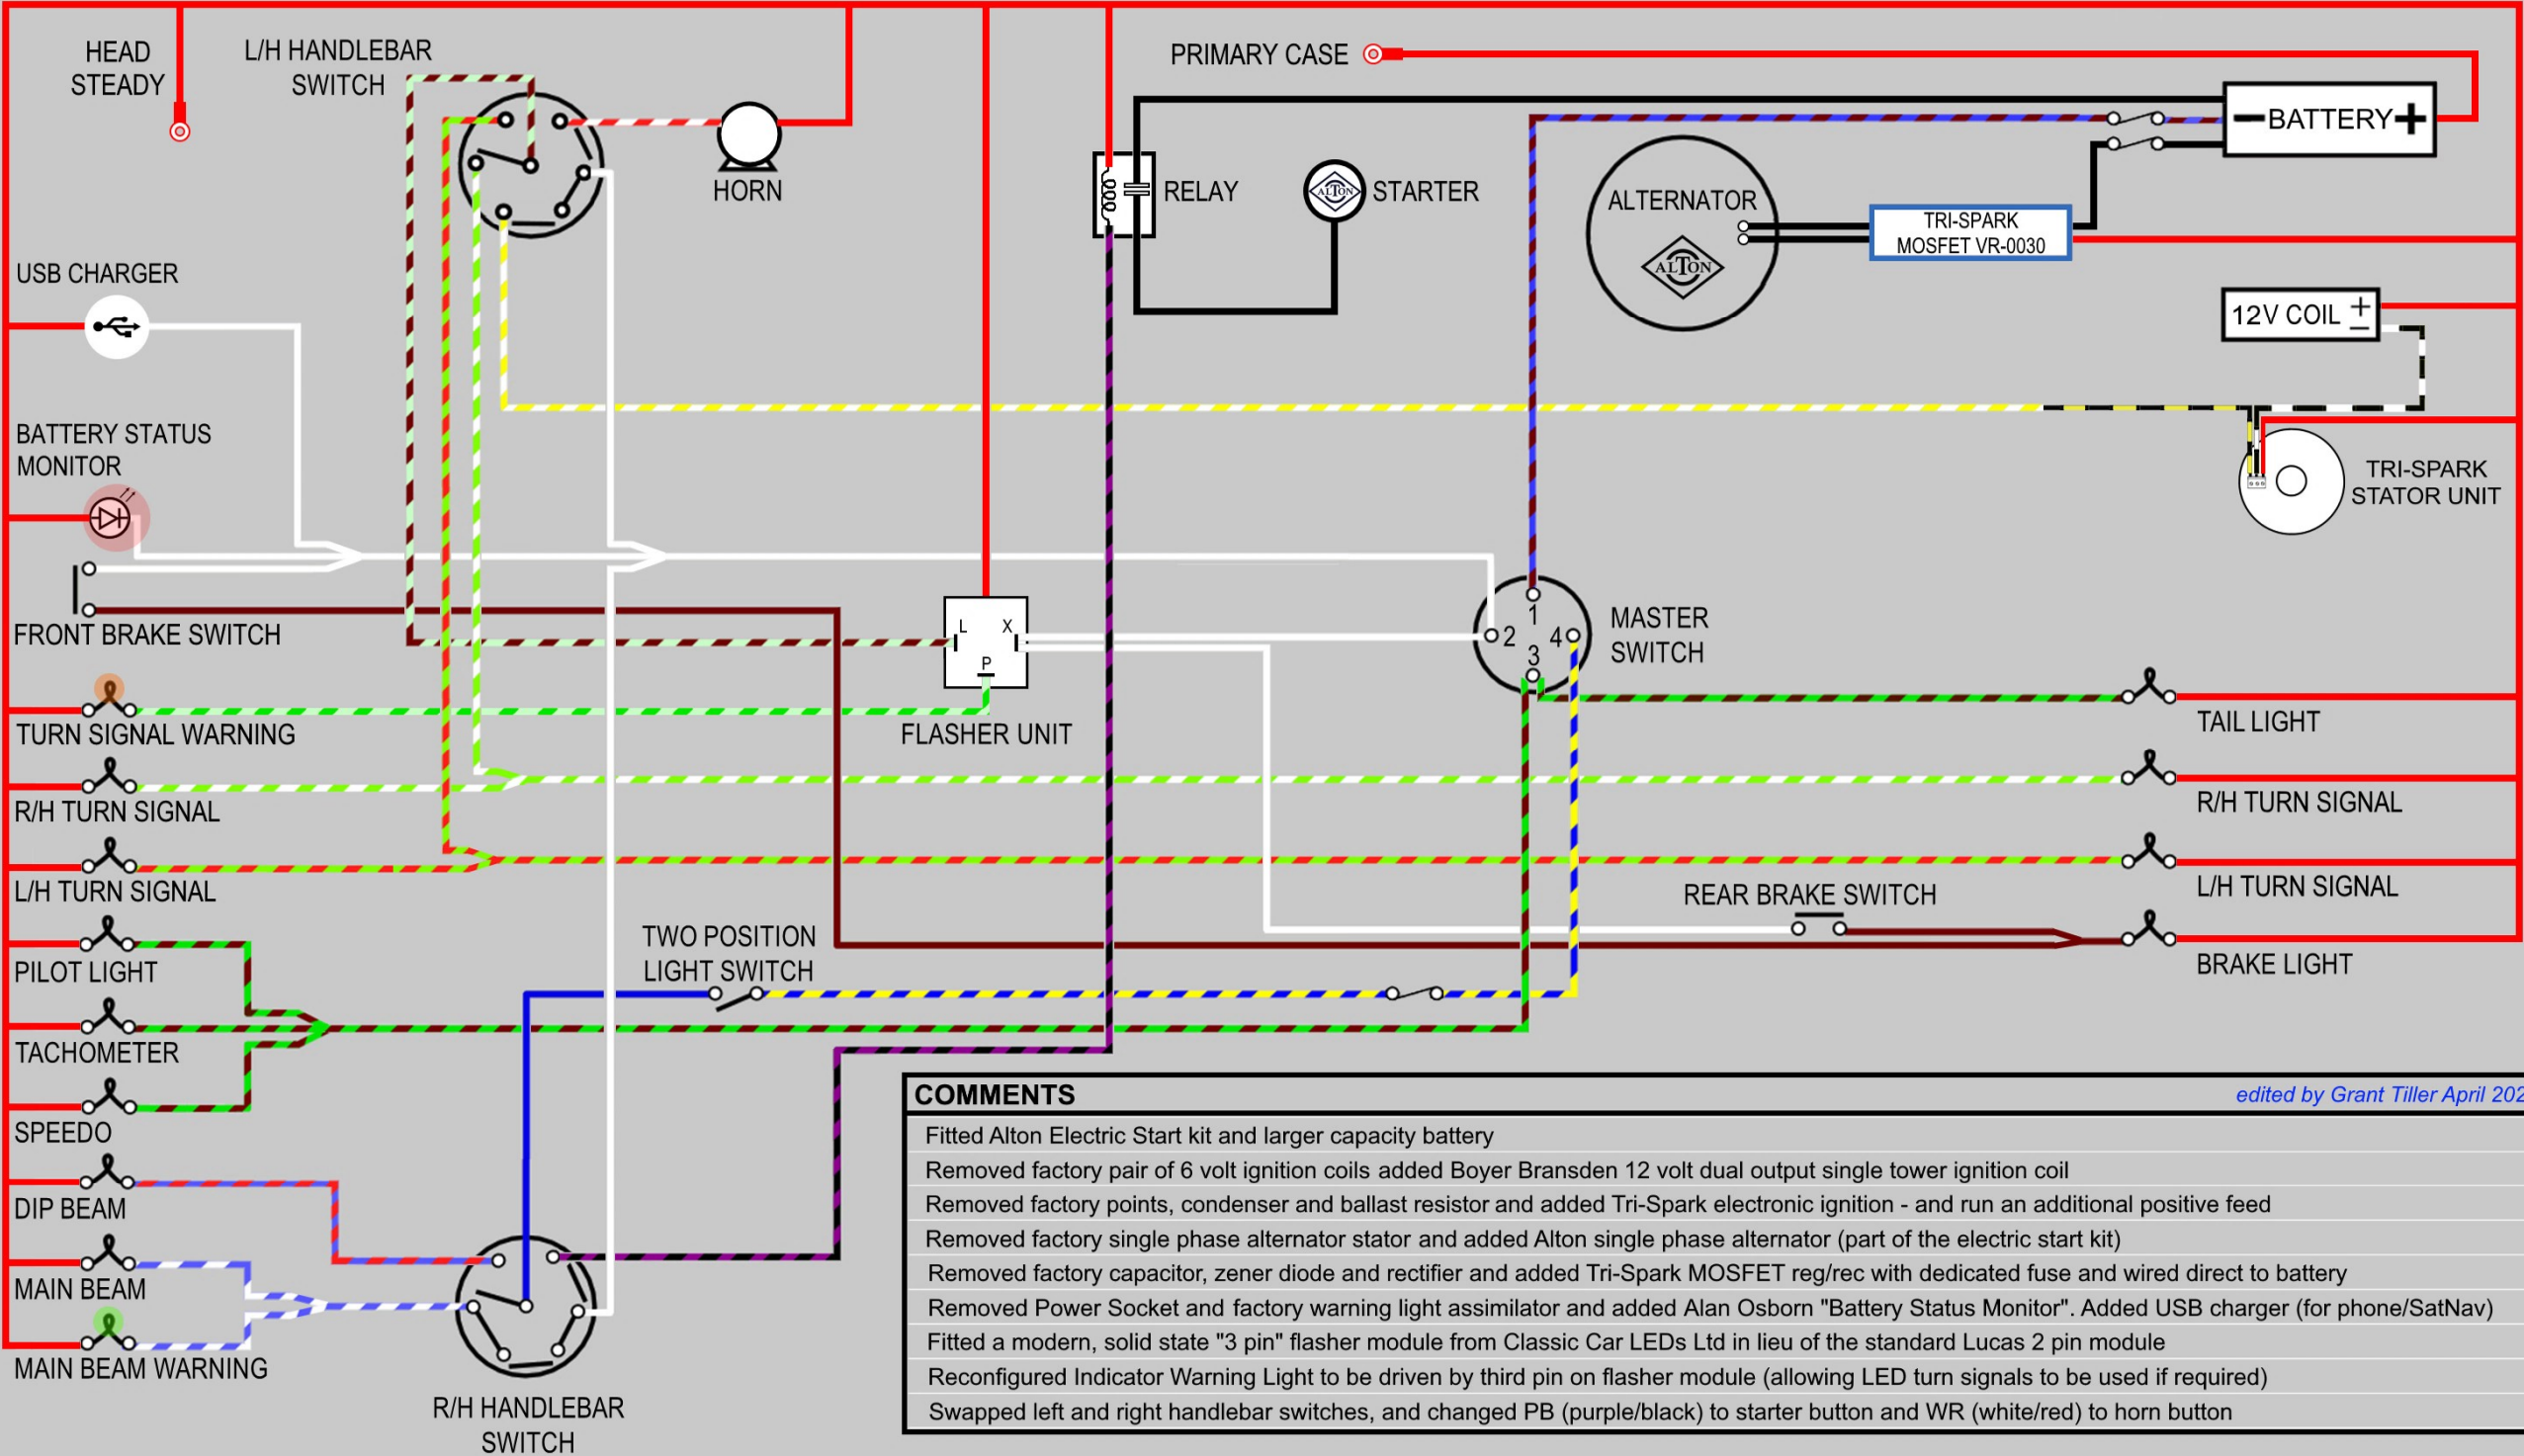 HEAD
STEADY
L/H HANDLEBAR
SWITCH
PRIMARY CASE
BATTERY
HORN
RELAY
ALTON
STARTER
ALTERNATOR
ALTON
TRI-SPARK
MOSFET VR-0030
USB CHARGER
12V COIL + –
BATTERY STATUS
MONITOR
TRI-SPARK
STATOR UNIT
FRONT BRAKE SWITCH
L X
P
FLASHER UNIT
1
2 4
3
MASTER
SWITCH
TURN SIGNAL WARNING
TAIL LIGHT
R/H TURN SIGNAL
R/H TURN SIGNAL
L/H TURN SIGNAL
L/H TURN SIGNAL
REAR BRAKE SWITCH
TWO POSITION
LIGHT SWITCH
PILOT LIGHT
BRAKE LIGHT
TACHOMETER
SPEEDO
DIP BEAM
MAIN BEAM
MAIN BEAM WARNING
R/H HANDLEBAR
SWITCH
COMMENTS
edited by Grant Tiller April 202
Fitted Alton Electric Start kit and larger capacity battery
Removed factory pair of 6 volt ignition coils added Boyer Bransden 12 volt dual output single tower ignition coil
Removed factory points, condenser and ballast resistor and added Tri-Spark electronic ignition - and run an additional positive feed
Removed factory single phase alternator stator and added Alton single phase alternator (part of the electric start kit)
Removed factory capacitor, zener diode and rectifier and added Tri-Spark MOSFET reg/rec with dedicated fuse and wired direct to battery
Removed Power Socket and factory warning light assimilator and added Alan Osborn "Battery Status Monitor". Added USB charger (for phone/SatNav)
Fitted a modern, solid state "3 pin" flasher module from Classic Car LEDs Ltd in lieu of the standard Lucas 2 pin module
Reconfigured Indicator Warning Light to be driven by third pin on flasher module (allowing LED turn signals to be used if required)
Swapped left and right handlebar switches, and changed PB (purple/black) to starter button and WR (white/red) to horn button